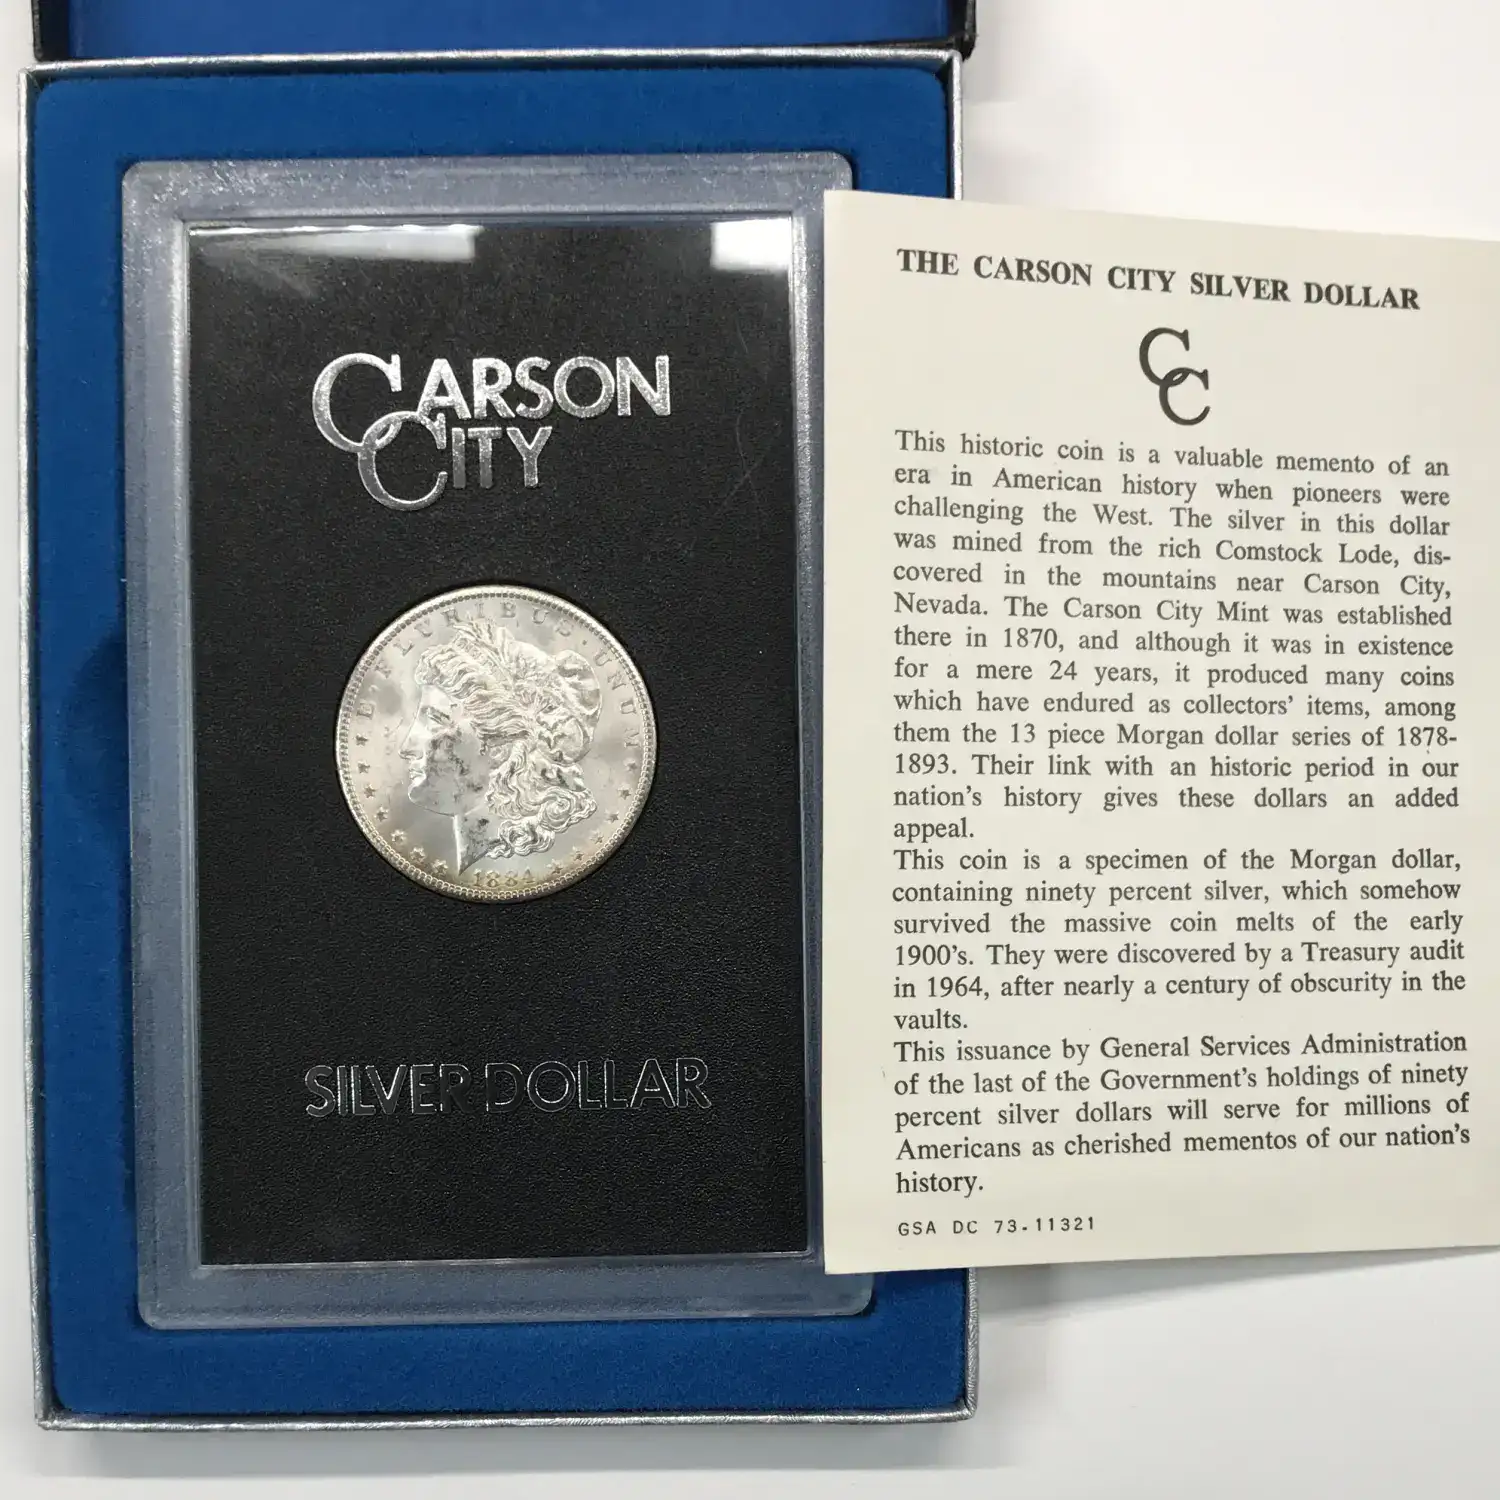 CARSON
CITY
E·PLURIBUS·UNUM
1884
SILVER DOLLAR
THE CARSON CITY SILVER DOLLAR
CC
This historic coin is a valuable memento of an
era in American history when pioneers were
challenging the West. The silver in this dollar
was mined from the rich Comstock Lode, dis-
covered in the mountains near Carson City,
Nevada. The Carson City Mint was established
there in 1870, and although it was in existence
for a mere 24 years, it produced many coins
which have endured as collectors' items, among
them the 13 piece Morgan dollar series of 1878-
1893. Their link with an historic period in our
nation's history gives these dollars an added
appeal.
This coin is a specimen of the Morgan dollar,
containing ninety percent silver, which somehow
survived the massive coin melts of the early
1900's. They were discovered by a Treasury audit
in 1964, after nearly a century of obscurity in the
vaults.
This issuance by General Services Administration
of the last of the Government's holdings of ninety
percent silver dollars will serve for millions of
Americans as cherished mementos of our nation's
history.
GSA DC 73.11321